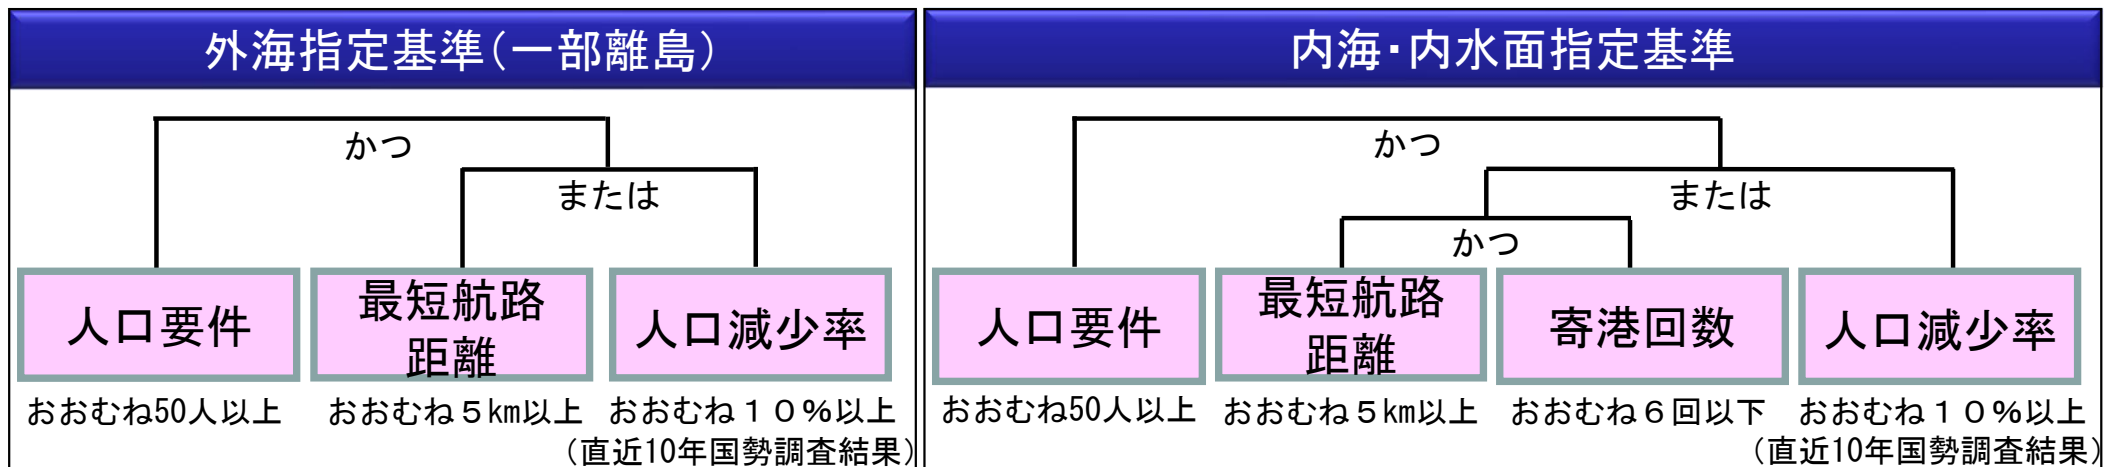 外海指定基準（一部離島）
かつ
または
人口要件
最短航路
距離
人口減少率
おおむね50人以上
おおむね５km以上
おおむね１０％以上
（直近10年国勢調査結果）
内海・内水面指定基準
かつ
または
かつ
人口要件
最短航路
距離
寄港回数
人口減少率
おおむね50人以上
おおむね５km以上
おおむね６回以下
おおむね１０％以上
（直近10年国勢調査結果）